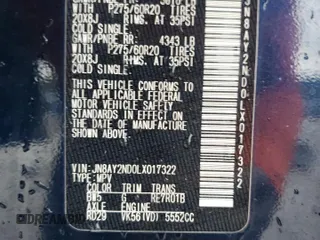 WITH P275/60R20 TIRES
20X8J RIMS, AT 35PSI
COLD SINGLE
GAWR/PNBE RR: 4343 LB
WITH P275/60R20 TIRES
20X8J RIMS, AT 35PSI
COLD SINGLE
THIS VEHICLE CONFORMS TO
ALL APPLICABLE FEDERAL
MOTOR VEHICLE SAFETY
STANDARDS IN EFFECT ON
THE DATE OF MANUFACTURE
SHOWN ABOVE.
VIN:JN8AY2ND0LX017322
TYPE:MPV
COLOR TRIM TRANS
BW5 G RE7R01B
AXLE ENGINE
RD29 VK56(VD) 5552CC
JN8AY2ND0LX017322